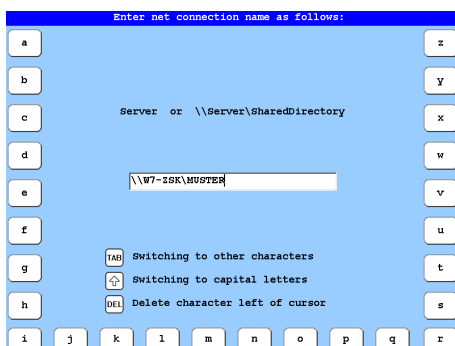 Enter net connection name as follows:
a
z
b
y
c
Server or \\Server\SharedDirectory
x
d
w
\\W7-ZSK\MUSTER
e
v
f
u
TAB Switching to other characters
g
t
Switching to capital letters
DEL Delete character left of cursor
h
s
i j k l m n o p q r